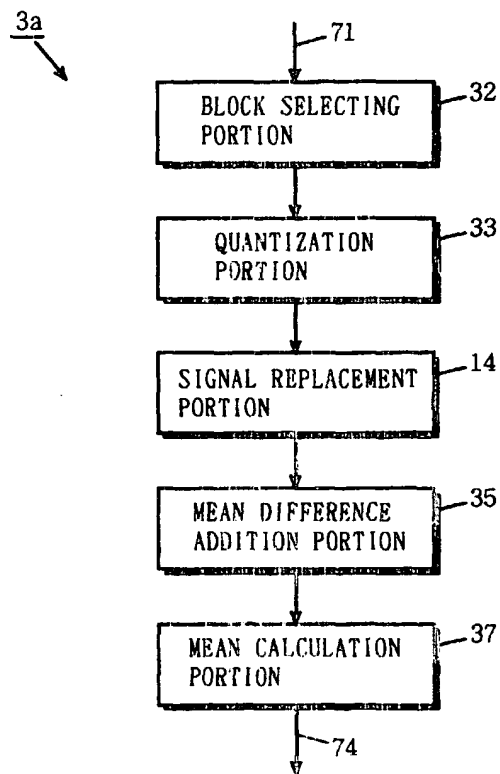 3a
71
BLOCK SELECTING
PORTION
32
QUANTIZATION
PORTION
33
SIGNAL REPLACEMENT
PORTION
14
MEAN DIFFERENCE
ADDITION PORTION
35
MEAN CALCULATION
PORTION
37
74